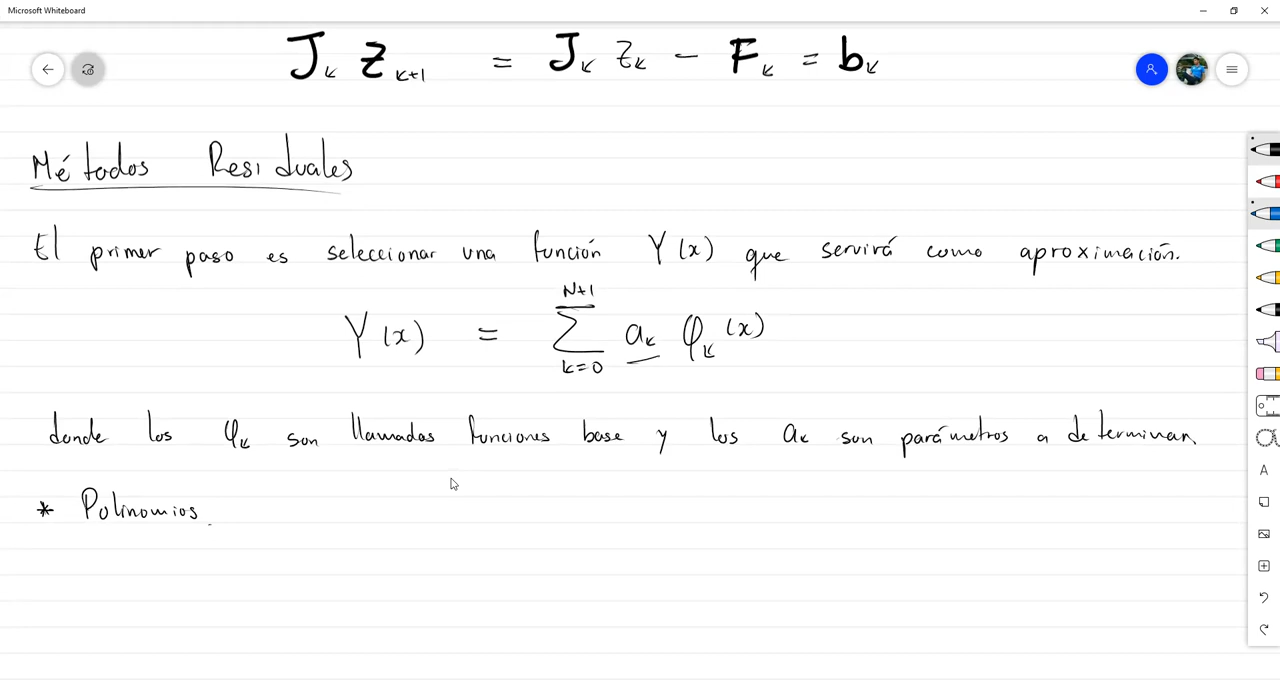 Microsoft Whiteboard
J_k Z_{k+1} = J_k Z_k - F_k = b_k
Métodos Residuales
El primer paso es seleccionar una función Y(x) que servirá como aproximación.
Y(x) = \sum_{k=0}^{N+1} a_k φ_k(x)
donde los φ_k son llamadas funciones base y los a_k son parámetros a determinar.
* Polinomios.